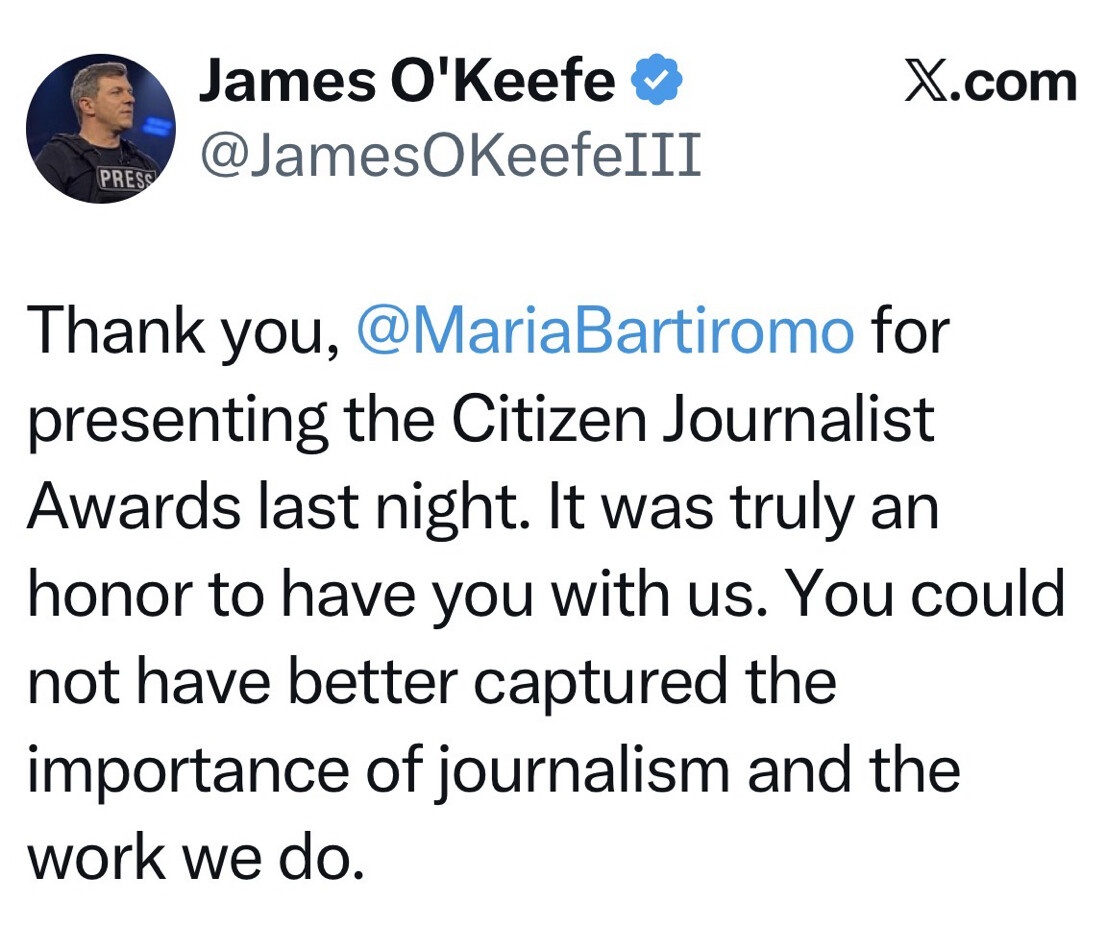 James O'Keefe
X.com
@JamesOKeefeIII
PRESS
Thank you, @MariaBartiromo for
presenting the Citizen Journalist
Awards last night. It was truly an
honor to have you with us. You could
not have better captured the
importance of journalism and the
work we do.